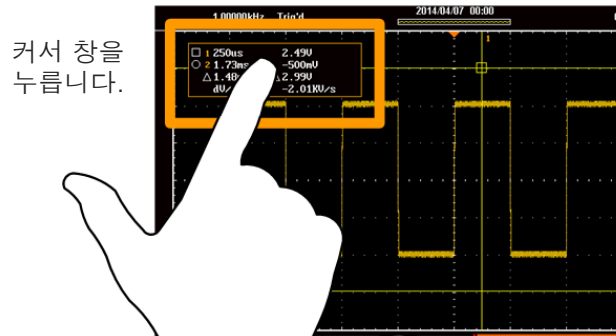 커서 창을
누릅니다.
1.00000kHz Trig'd
2014/04/07 00:00
1
1 250us 2.49V
2 1.73ms -500mV
△1.48 △2.99V
dV/ -2.01KV/s